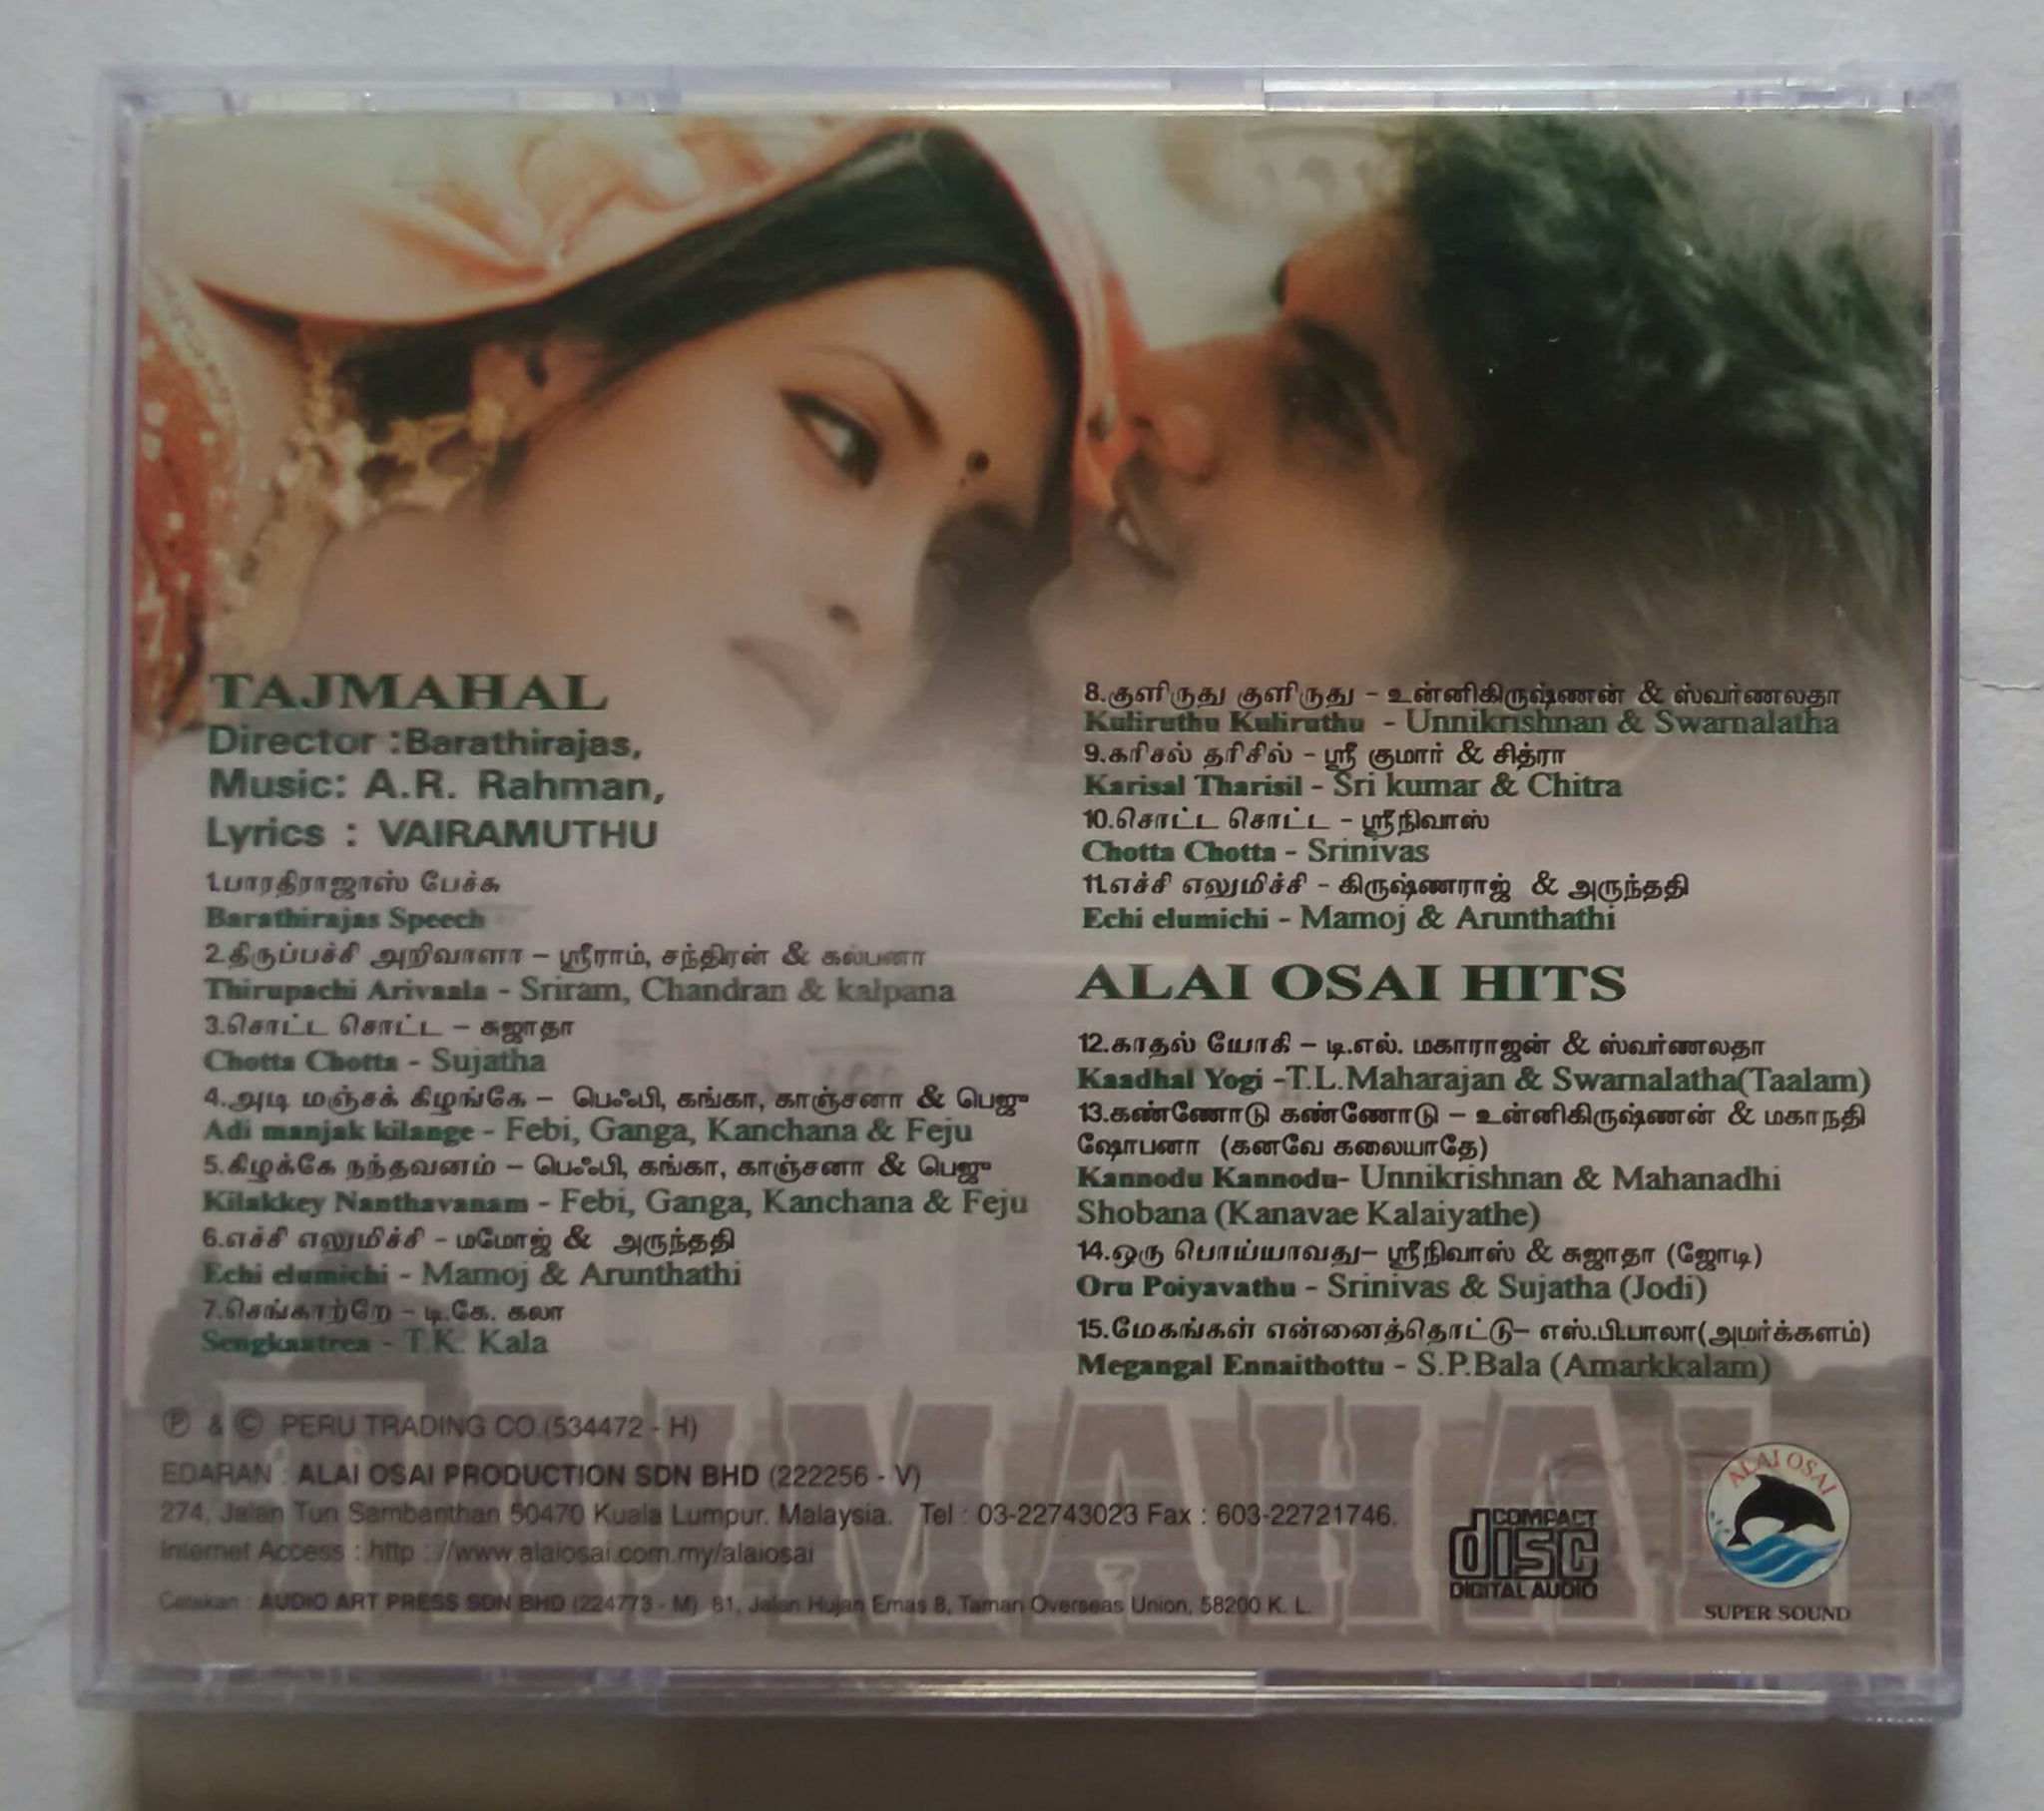 TAJMAHAL
Director :Barathirajas,
Music: A.R. Rahman,
Lyrics : VAIRAMUTHU
1.பாரதிராஜாஸ் பேச்சு
Barathirajas Speech
2.திருப்பச்சி அறிவாளா – ஸ்ரீராம், சந்திரன் & கல்பனா
Thirupachi Arivaala - Sriram, Chandran & kalpana
3.சொட்ட சொட்ட – சுஜாதா
Chotta Chotta - Sujatha
4.அடி மஞ்சக் கிழங்கே – பெஃபி, கங்கா, காஞ்சனா & பெஜு
Adi manjak kilange - Febi, Ganga, Kanchana & Feju
5.கிழக்கே நந்தவனம் – பெஃபி, கங்கா, காஞ்சனா & பெஜு
Kilakkey Nanthavanam - Febi, Ganga, Kanchana & Feju
6.எச்சி எலுமிச்சி - மமோஜ் & அருந்ததி
Echi elumichi - Mamoj & Arunthathi
7.செங்காற்றே – டி.கே. கலா
Sengkaatrea - T.K. Kala
8.குளிருது குளிருது - உன்னிகிருஷ்ணன் & ஸ்வர்ணலதா
Kuliruthu Kuliruthu - Unnikrishnan & Swarnalatha
9.கரிசல் தரிசில் - ஸ்ரீ குமார் & சித்ரா
Karisal Tharisil - Sri kumar & Chitra
10.சொட்ட சொட்ட - ஸ்ரீநிவாஸ்
Chotta Chotta - Srinivas
11.எச்சி எலுமிச்சி - கிருஷ்ணராஜ் & அருந்ததி
Echi elumichi - Mamoj & Arunthathi
ALAI OSAI HITS
12.காதல் யோகி – டி.எல். மகாராஜன் & ஸ்வர்ணலதா
Kaadhal Yogi -T.L.Maharajan & Swarnalatha(Taalam)
13.கண்ணோடு கண்ணோடு – உன்னிகிருஷ்ணன் & மகாநதி
ஷோபனா (கனவே கலையாதே)
Kannodu Kannodu- Unnikrishnan & Mahanadhi
Shobana (Kanavae Kalaiyathe)
14.ஒரு பொய்யாவது– ஸ்ரீநிவாஸ் & சுஜாதா (ஜோடி)
Oru Poiyavathu - Srinivas & Sujatha (Jodi)
15.மேகங்கள் என்னைத்தொட்டு– எஸ்.பி.பாலா(அமர்க்களம்)
Megangal Ennaithottu - S.P.Bala (Amarkkalam)
TAJMAHAL
℗ & © PERU TRADING CO.(534472 - H)
EDARAN : ALAI OSAI PRODUCTION SDN BHD (222256 - V)
274, Jalan Tun Sambanthan 50470 Kuala Lumpur. Malaysia. Tel : 03-22743023 Fax : 603-22721746.
Internet Access : http : //www.alaiosai.com.my/alaiosai
Cetakan : AUDIO ART PRESS SDN BHD (224773 - M) 81, Jalan Hujan Emas 8, Taman Overseas Union, 58200 K. L.
COMPACT
disc
DIGITAL AUDIO
ALAI OSAI
SUPER SOUND